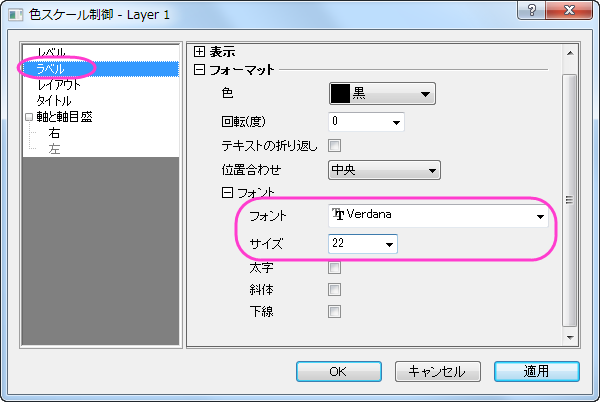 色スケール制御 - Layer 1
レベル
ラベル
レイアウト
タイトル
軸と軸目盛
右
左
表示
フォーマット
色 黒
回転(度) 0
テキストの折り返し
位置合わせ 中央
フォント
フォント Verdana
サイズ 22
太字
斜体
下線
OK キャンセル 適用